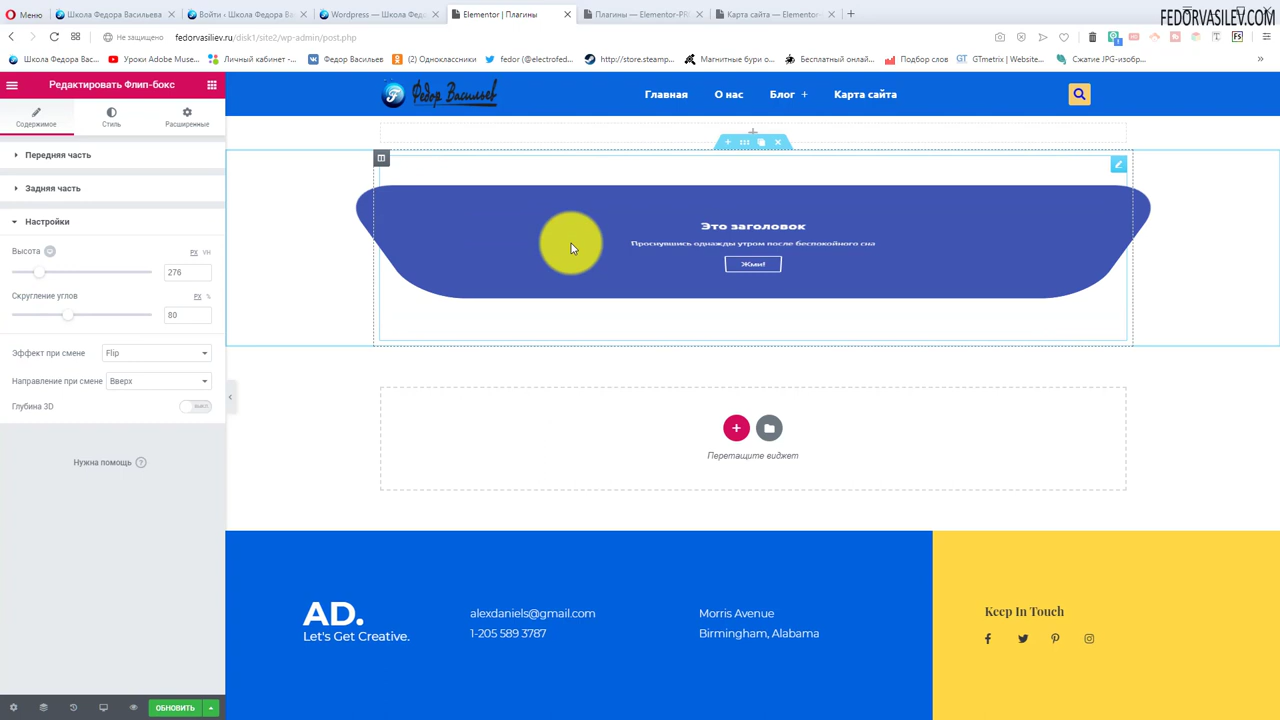 Меню
Школа Федора Васильева
Войти ‹ Школа Федора В
Wordpress — Школа Фед
Elementor | Плагины
Плагины — Elementor-PR
Карта сайта — Elementor-
FEDORVASILEV.COM
Не защищено
fedorvasiliev.ru/disk1/site2/wp-admin/post.php
Школа Федора Вас...
Уроки Adobe Muse...
Личный кабинет -...
Федор Васильев
(2) Одноклассники
fedor (@electrofed...
http://store.steamp...
Магнитные бури о...
Бесплатный онлай...
Подбор слов
GTmetrix | Website...
Сжатие JPG-изобр...
Редактировать Флип-бокс
Федор Васильев
Главная
О нас
Блог +
Карта сайта
Содержимое
Стиль
Расширенные
Передняя часть
Задняя часть
Настройки
Высота
PX VH
276
Скругление углов
PX %
80
Эффект при смене
Flip
Направление при смене
Вверх
Глубина 3D
ВЫКЛ
Нужна помощь
ОБНОВИТЬ
Это заголовок
Проснувшись однажды утром после беспокойного сна
Жми!
Перетащите виджет
AD.
Let's Get Creative.
alexdaniels@gmail.com
1-205 589 3787
Morris Avenue
Birmingham, Alabama
Keep In Touch